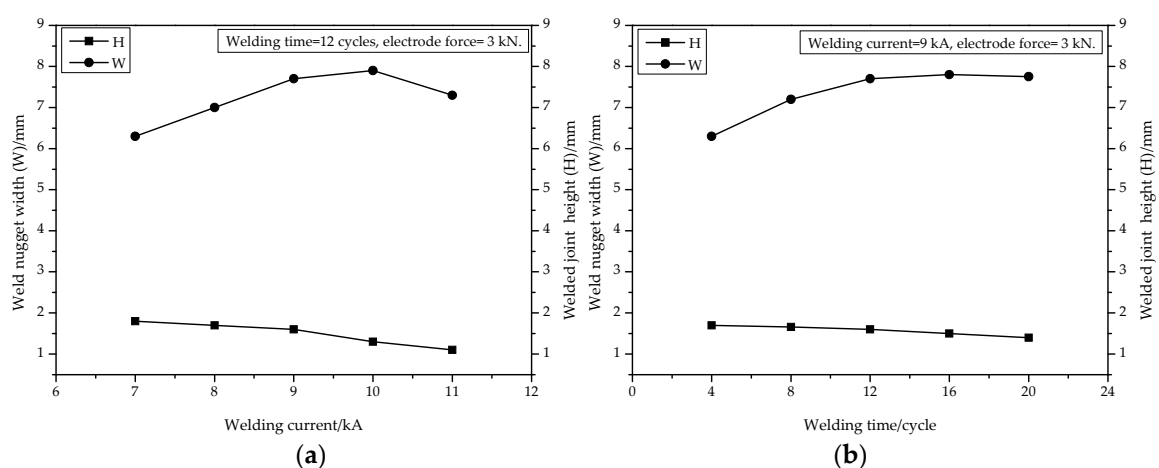 9
8
7
6
5
4
3
2
1
Weld nugget width (W)/mm
H
W
Welding time=12 cycles, electrode force= 3 kN.
9
8
7
6
5
4
3
2
1
Welded joint height (H)/mm
6 7 8 9 10 11 12
Welding current/kA
(a)
9
8
7
6
5
4
3
2
1
Weld nugget width (W)/mm
H
W
Welding current=9 kA, electrode force= 3 kN.
9
8
7
6
5
4
3
2
1
Welded joint height (H)/mm
0 4 8 12 16 20 24
Welding time/cycle
(b)